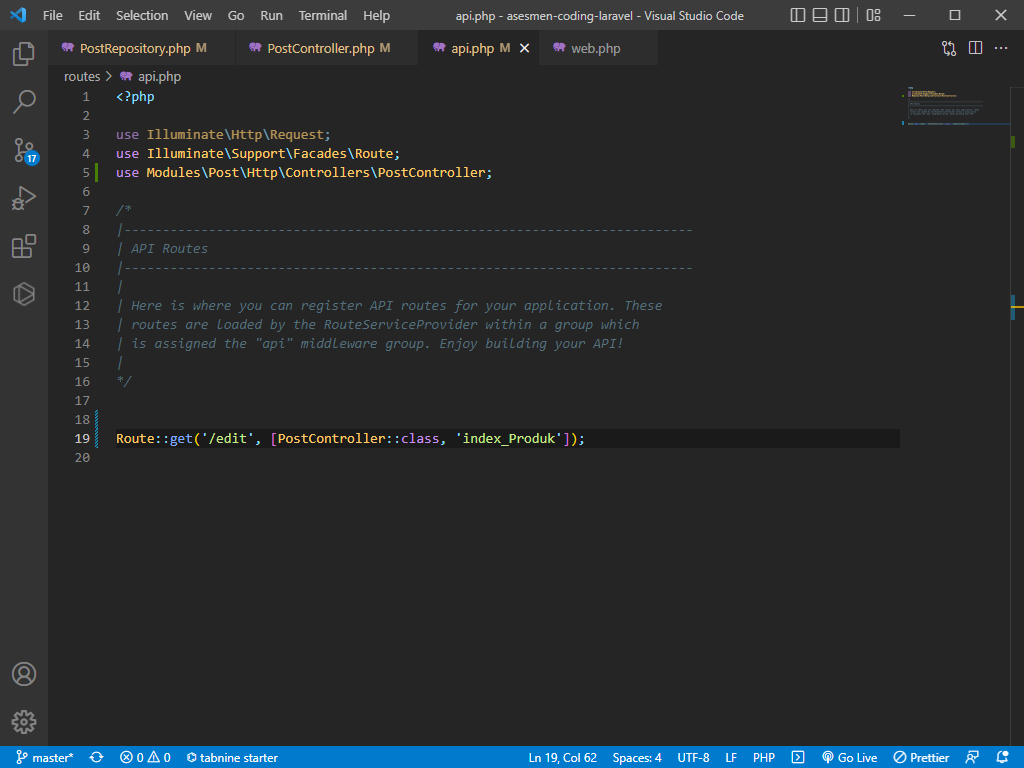 File Edit Selection View Go Run Terminal Help api.php - asesmen-coding-laravel - Visual Studio Code
PostRepository.php M PostController.php M api.php M web.php
routes > api.php
1 <?php
2
3 use Illuminate\Http\Request;
4 use Illuminate\Support\Facades\Route;
5 use Modules\Post\Http\Controllers\PostController;
6
7 /*
8 |--------------------------------------------------------------------------
9 | API Routes
10 |--------------------------------------------------------------------------
11 |
12 | Here is where you can register API routes for your application. These
13 | routes are loaded by the RouteServiceProvider within a group which
14 | is assigned the "api" middleware group. Enjoy building your API!
15 |
16 */
17
18
19 Route::get('/edit', [PostController::class, 'index_Produk']);
20
17
master* 0 0 tabnine starter Ln 19, Col 62 Spaces: 4 UTF-8 LF PHP Go Live Prettier